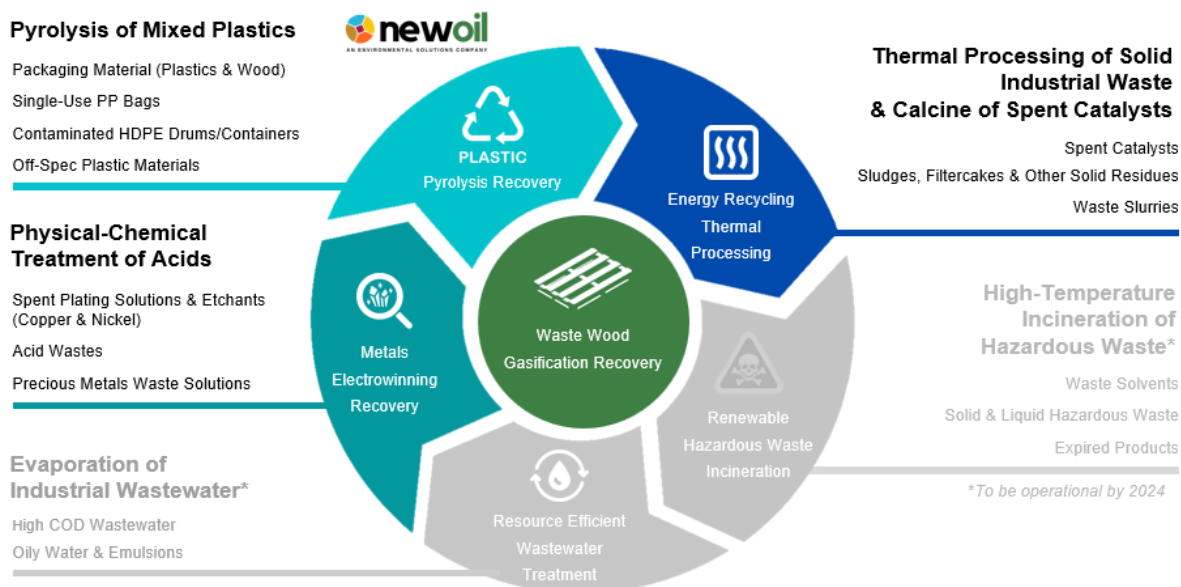 Pyrolysis of Mixed Plastics
Packaging Material (Plastics & Wood)
Single-Use PP Bags
Contaminated HDPE Drums/Containers
Off-Spec Plastic Materials
newoil
AN ENVIRONMENTAL SOLUTIONS COMPANY
Thermal Processing of Solid
Industrial Waste
& Calcine of Spent Catalysts
Spent Catalysts
Sludges, Filtercakes & Other Solid Residues
Waste Slurries
PLASTIC
Pyrolysis Recovery
Energy Recycling
Thermal
Processing
Physical-Chemical
Treatment of Acids
Spent Plating Solutions & Etchants
(Copper & Nickel)
Acid Wastes
Precious Metals Waste Solutions
Metals
Electrowinning
Recovery
Waste Wood
Gasification Recovery
High-Temperature
Incineration of
Hazardous Waste*
Waste Solvents
Solid & Liquid Hazardous Waste
Expired Products
*To be operational by 2024
Renewable
Hazardous Waste
Incineration
Evaporation of
Industrial Wastewater*
High COD Wastewater
Oily Water & Emulsions
Resource Efficient
Wastewater
Treatment